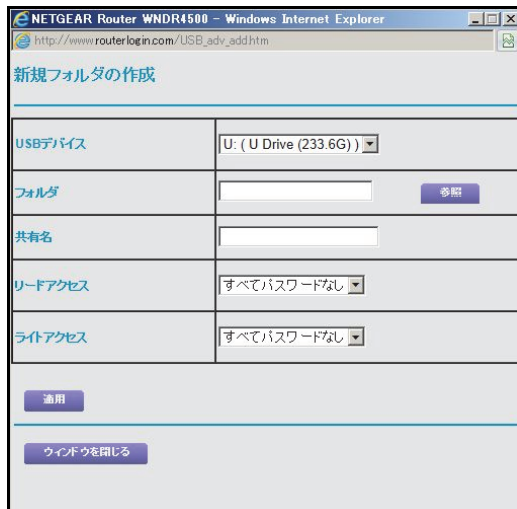 NETGEAR Router WNDR4500 - Windows Internet Explorer
http://www.routerlogin.com/USB_adv_add.htm
新規フォルダの作成
USBデバイス
U: ( U Drive (233.6G) )
フォルダ
参照
共有名
リードアクセス
すべてパスワードなし
ライトアクセス
すべてパスワードなし
適用
ウィンドウを閉じる